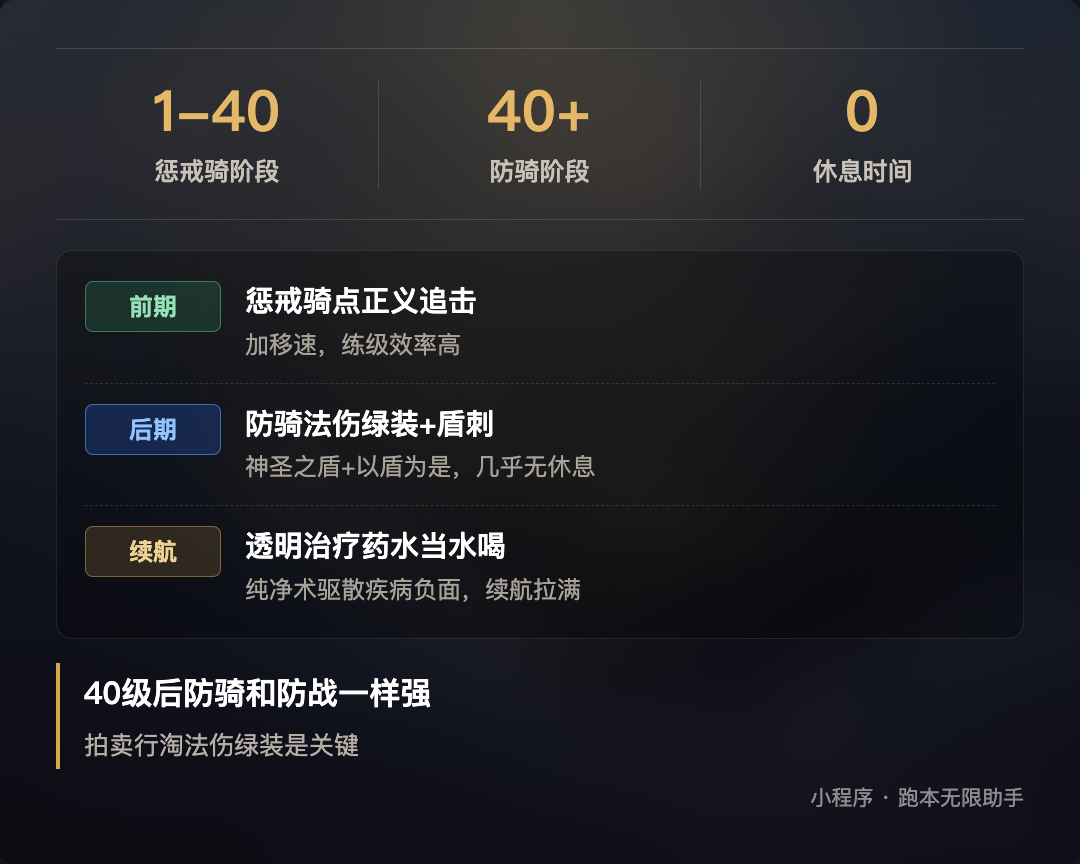 1–40
惩戒骑阶段
40+
防骑阶段
0
休息时间
前期
惩戒骑点正义追击
加移速，练级效率高
后期
防骑法伤绿装+盾刺
神圣之盾+以盾为是，几乎无休息
续航
透明治疗药水当水喝
纯净术驱散疾病负面，续航拉满
40级后防骑和防战一样强
拍卖行淘法伤绿装是关键
小程序 · 跑本无限助手